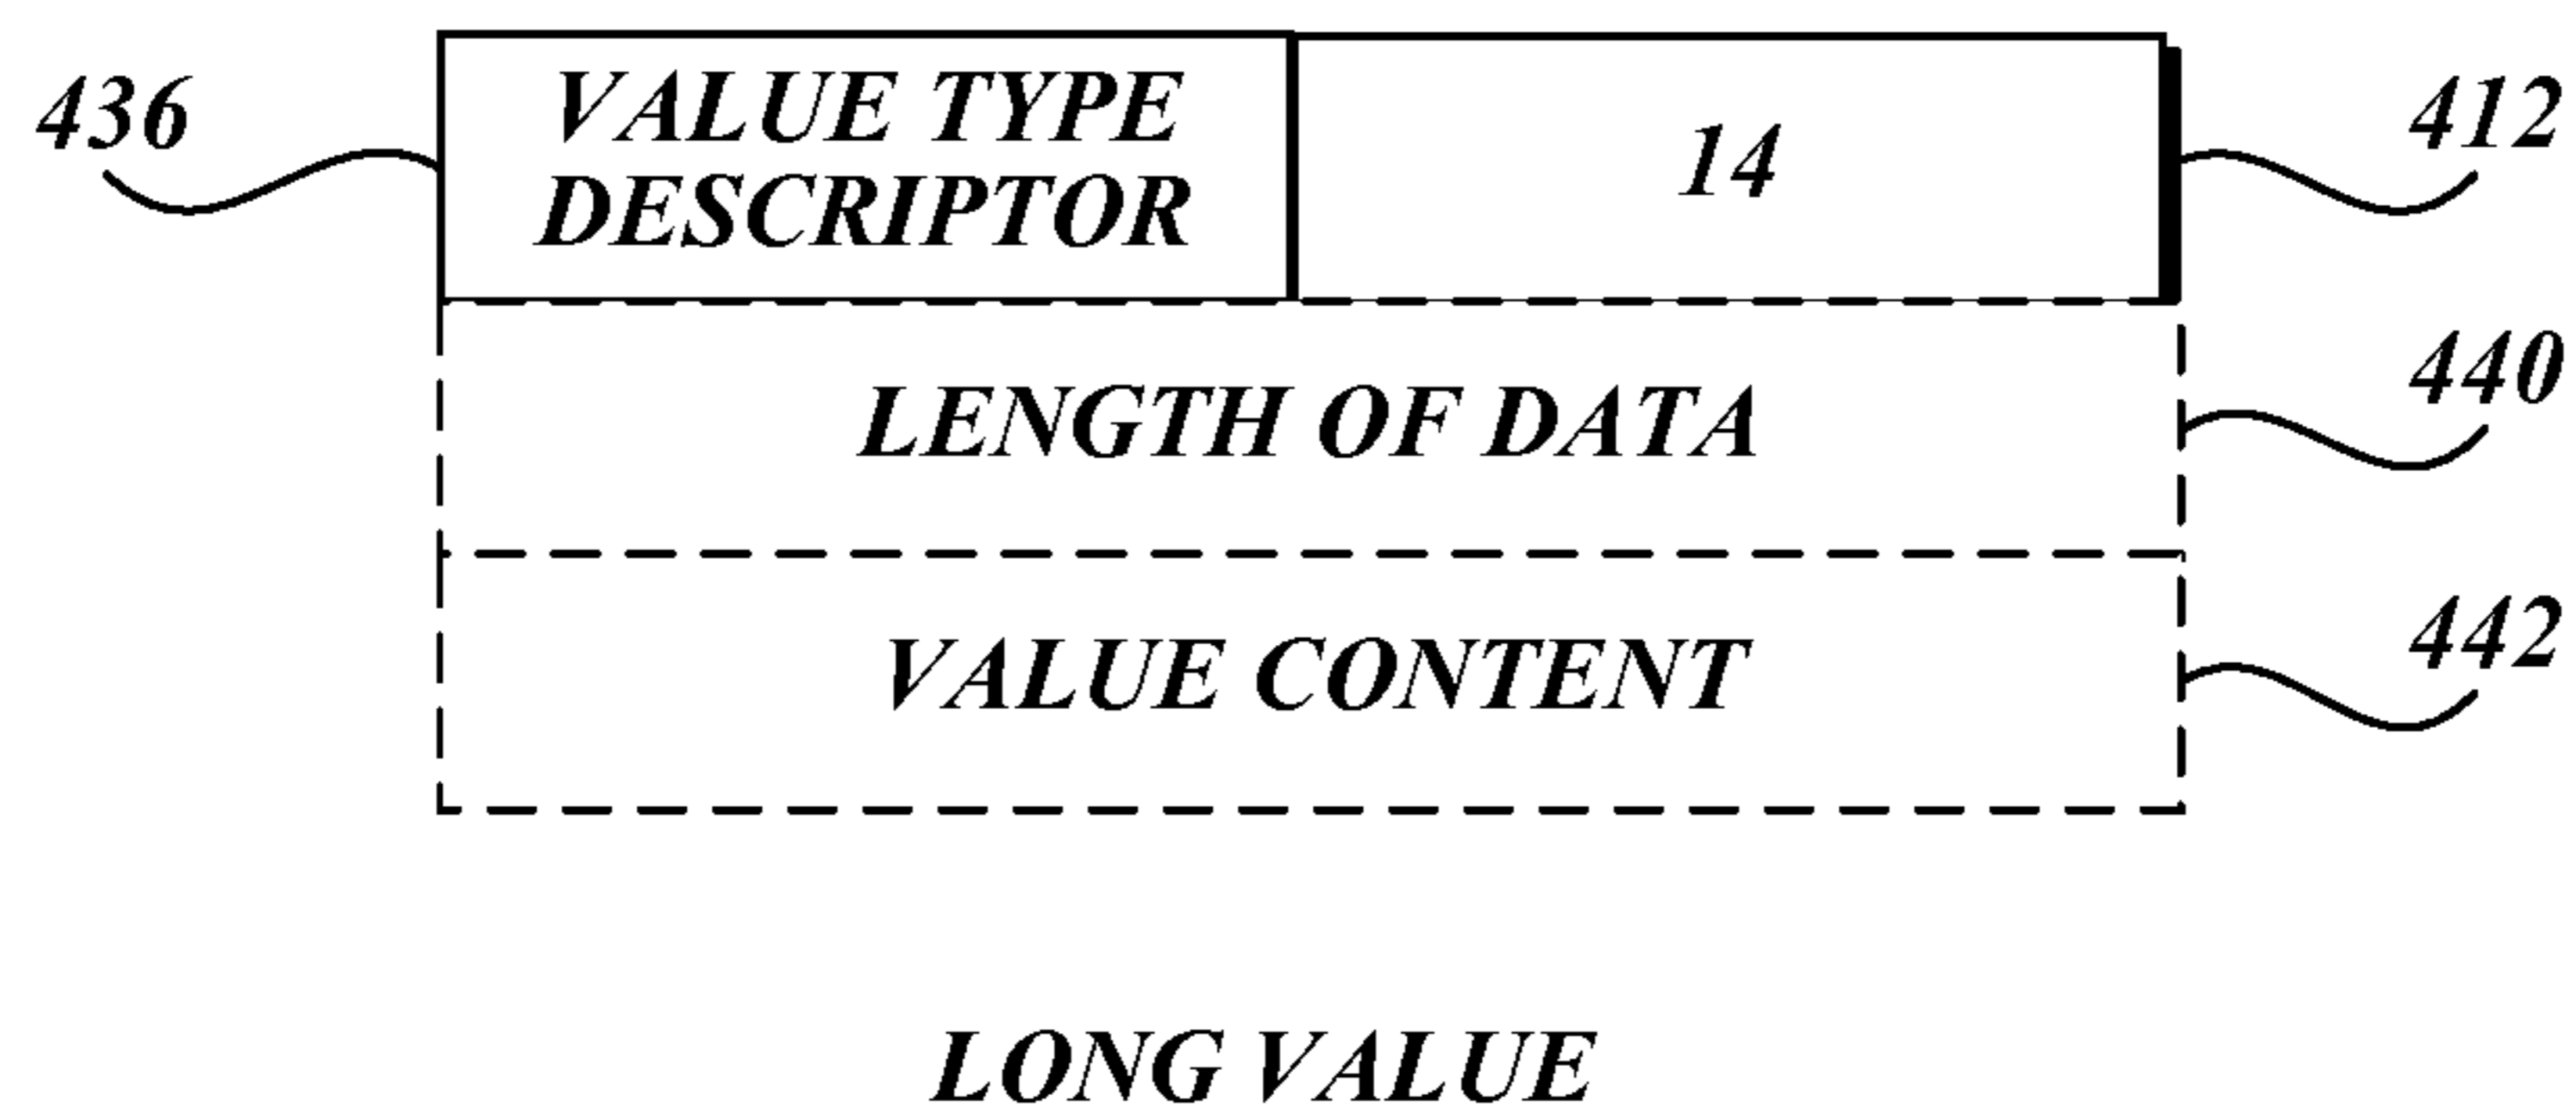 436
VALUE TYPE
DESCRIPTOR
14
412
LENGTH OF DATA
440
VALUE CONTENT
442
LONG VALUE